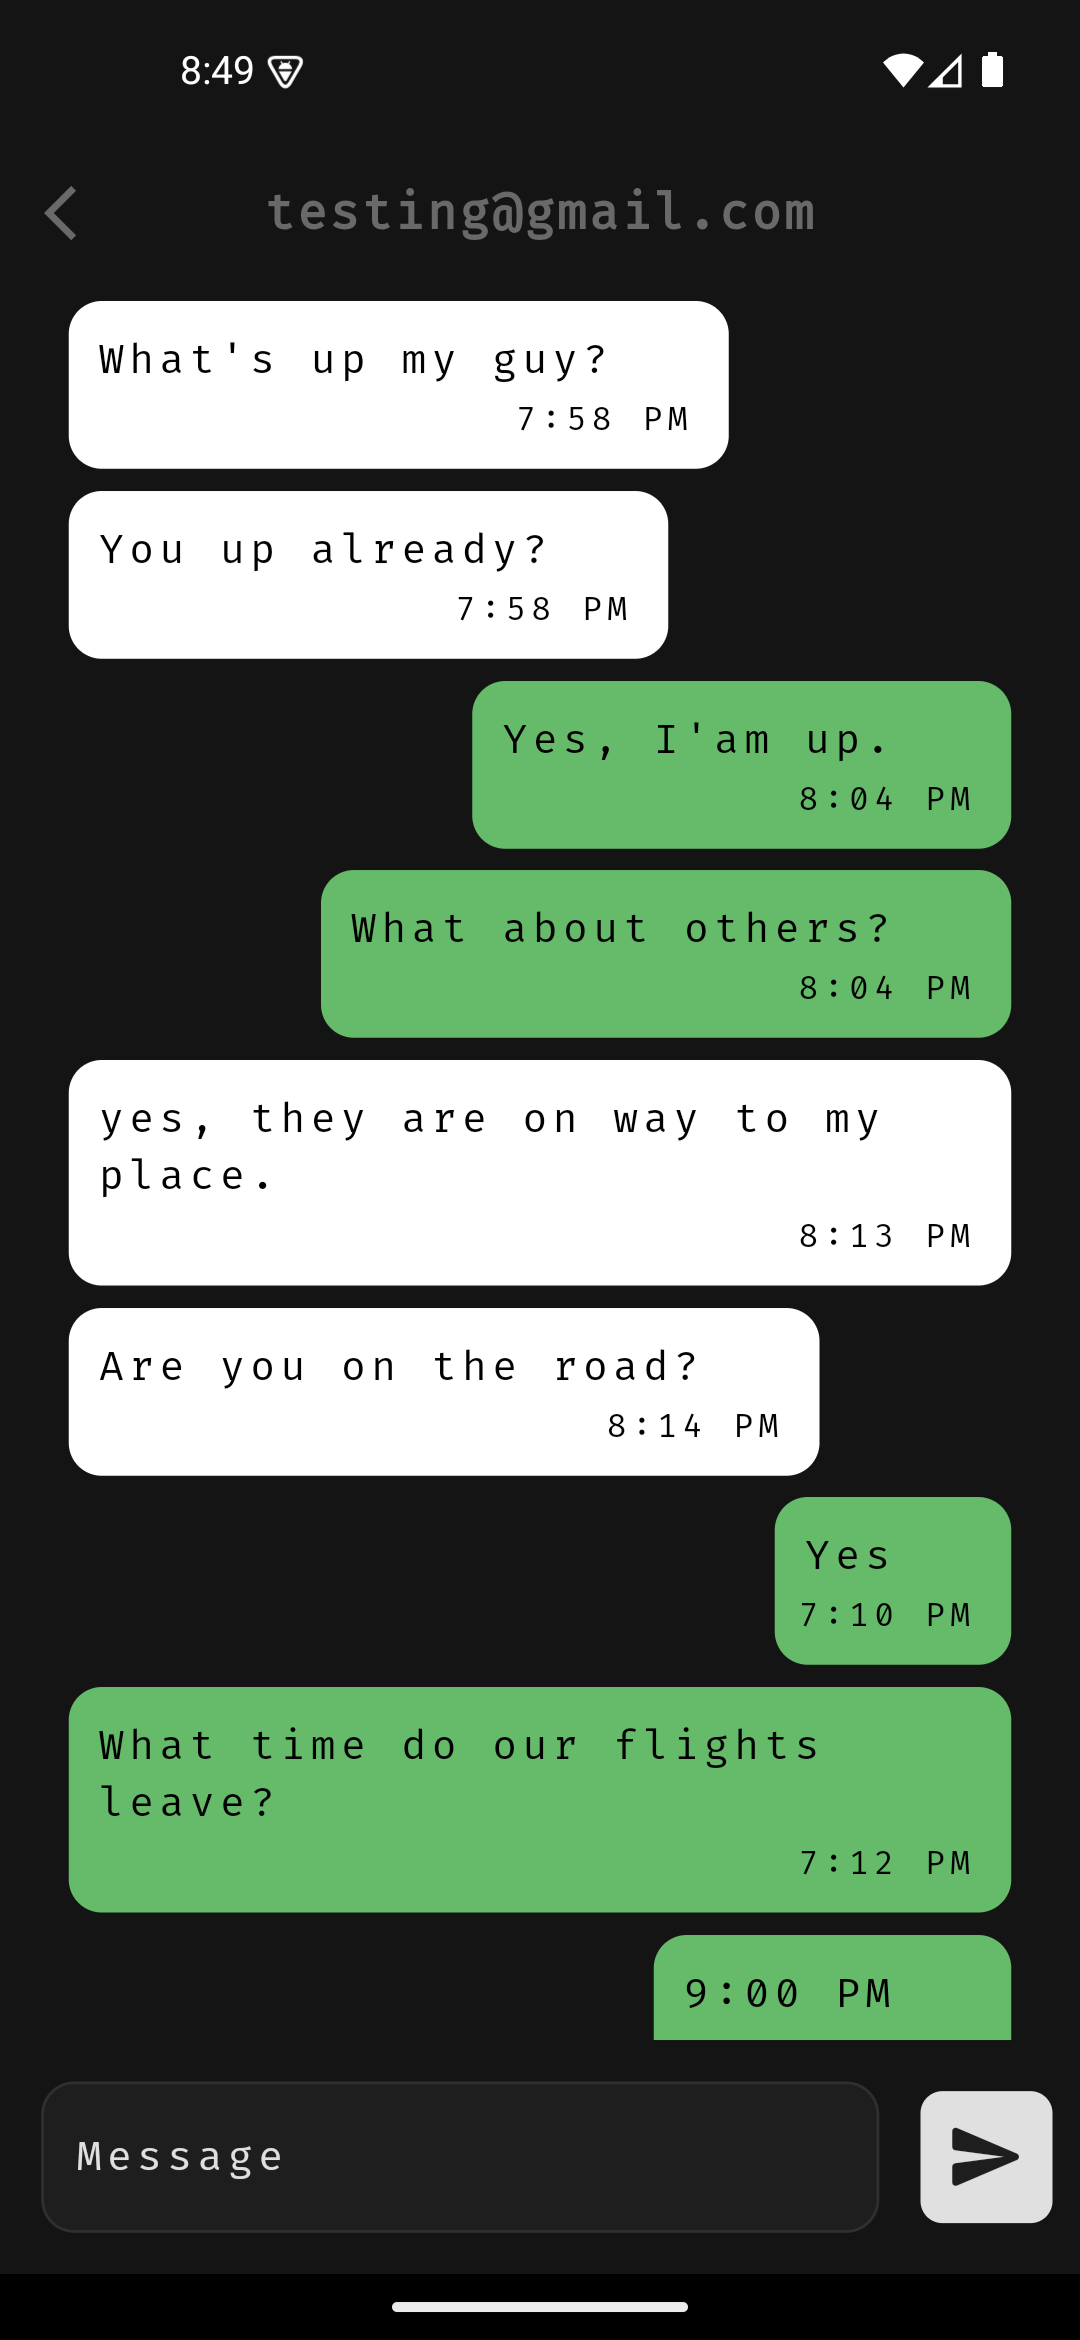 8:49
testing@gmail.com
What's up my guy?
7:58 PM
You up already?
7:58 PM
Yes, I'am up.
8:04 PM
What about others?
8:04 PM
yes, they are on way to my
place.
8:13 PM
Are you on the road?
8:14 PM
Yes
7:10 PM
What time do our flights
leave?
7:12 PM
9:00 PM
Message